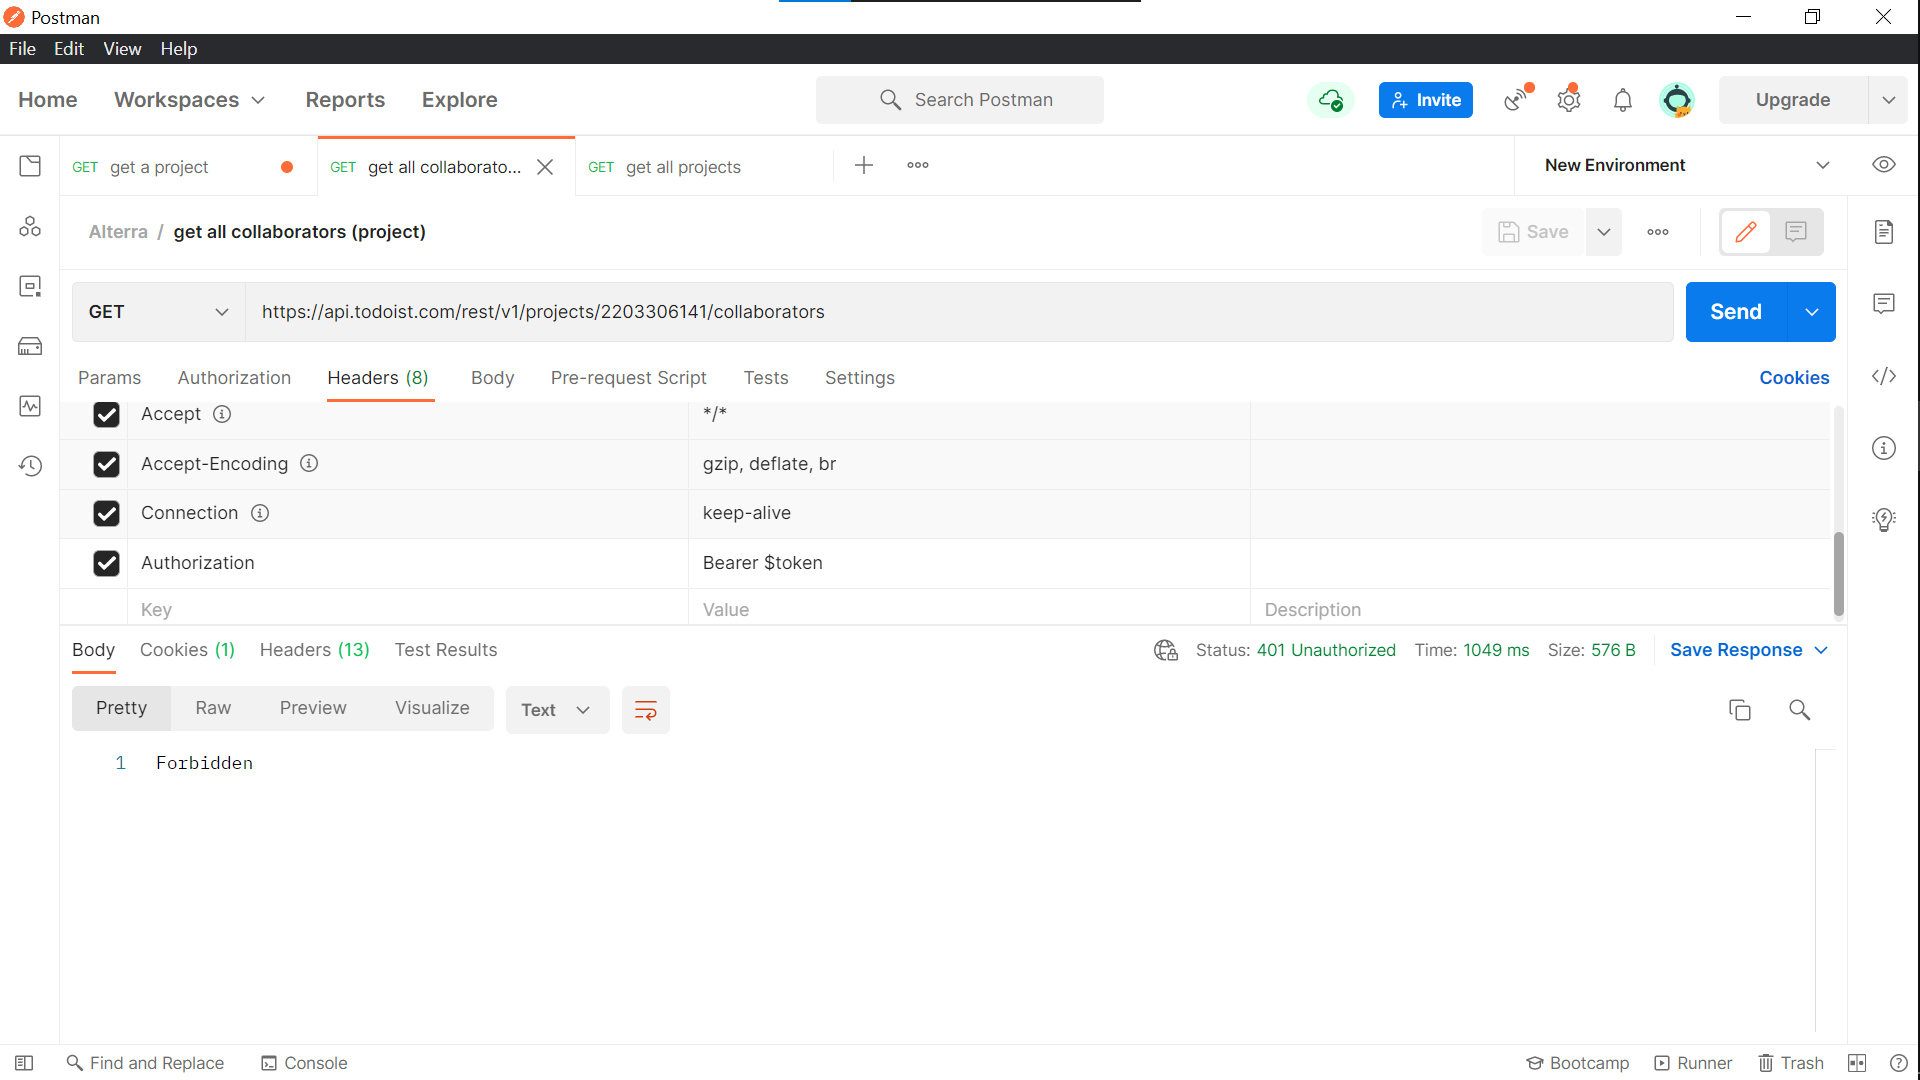 Postman
File Edit View Help
Home Workspaces Reports Explore Search Postman Invite Upgrade
GET get a project GET get all collaborato... GET get all projects New Environment
Alterra / get all collaborators (project) Save
GET https://api.todoist.com/rest/v1/projects/2203306141/collaborators Send
Params Authorization Headers (8) Body Pre-request Script Tests Settings Cookies
Accept */*
Accept-Encoding gzip, deflate, br
Connection keep-alive
Authorization Bearer $token
Key Value Description
Body Cookies (1) Headers (13) Test Results Status: 401 Unauthorized Time: 1049 ms Size: 576 B Save Response
Pretty Raw Preview Visualize Text
1 Forbidden
Find and Replace Console Bootcamp Runner Trash